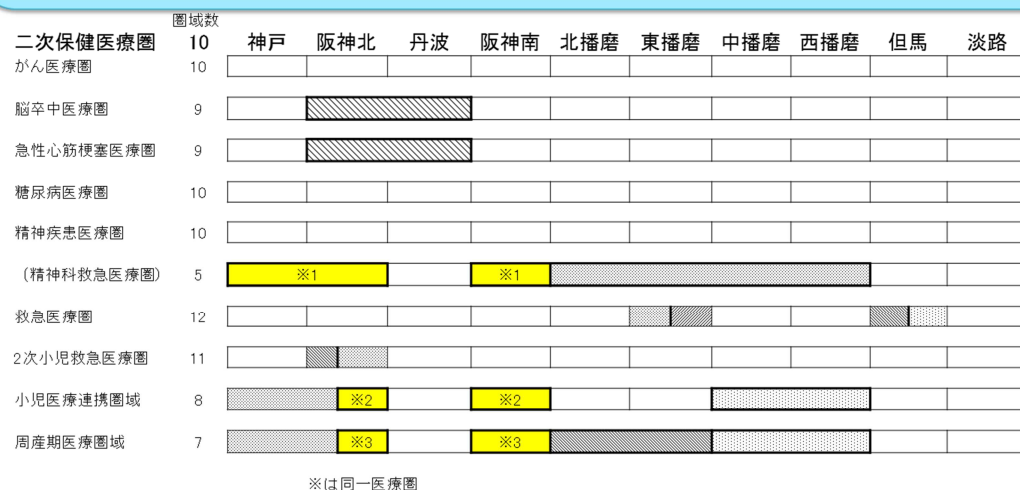 圏域数
二次保健医療圏 10 神戸 阪神北 丹波 阪神南 北播磨 東播磨 中播磨 西播磨 但馬 淡路
がん医療圏 10
脳卒中医療圏 9
急性心筋梗塞医療圏 9
糖尿病医療圏 10
精神疾患医療圏 10
（精神科救急医療圏） 5 ※1 ※1
救急医療圏 12
2次小児救急医療圏 11
小児医療連携圏域 8 ※2 ※2
周産期医療圏域 7 ※3 ※3
※は同一医療圏